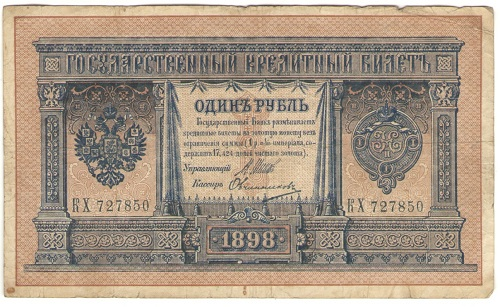 ГОСУДАРСТВЕННЫЙ КРЕДИТНЫЙ БИЛЕТЪ
ОДИНЪ РУБЛЬ
Государственный Банкъ размѣниваетъ
кредитные билеты на золотую монету безъ
ограниченія суммы (1 р. = 1/15 имперіала, со-
держитъ 17,424 долей чистаго золота).
Управляющій
Кассиръ Овчинниковъ
КХ 727850
КХ 727850
1898